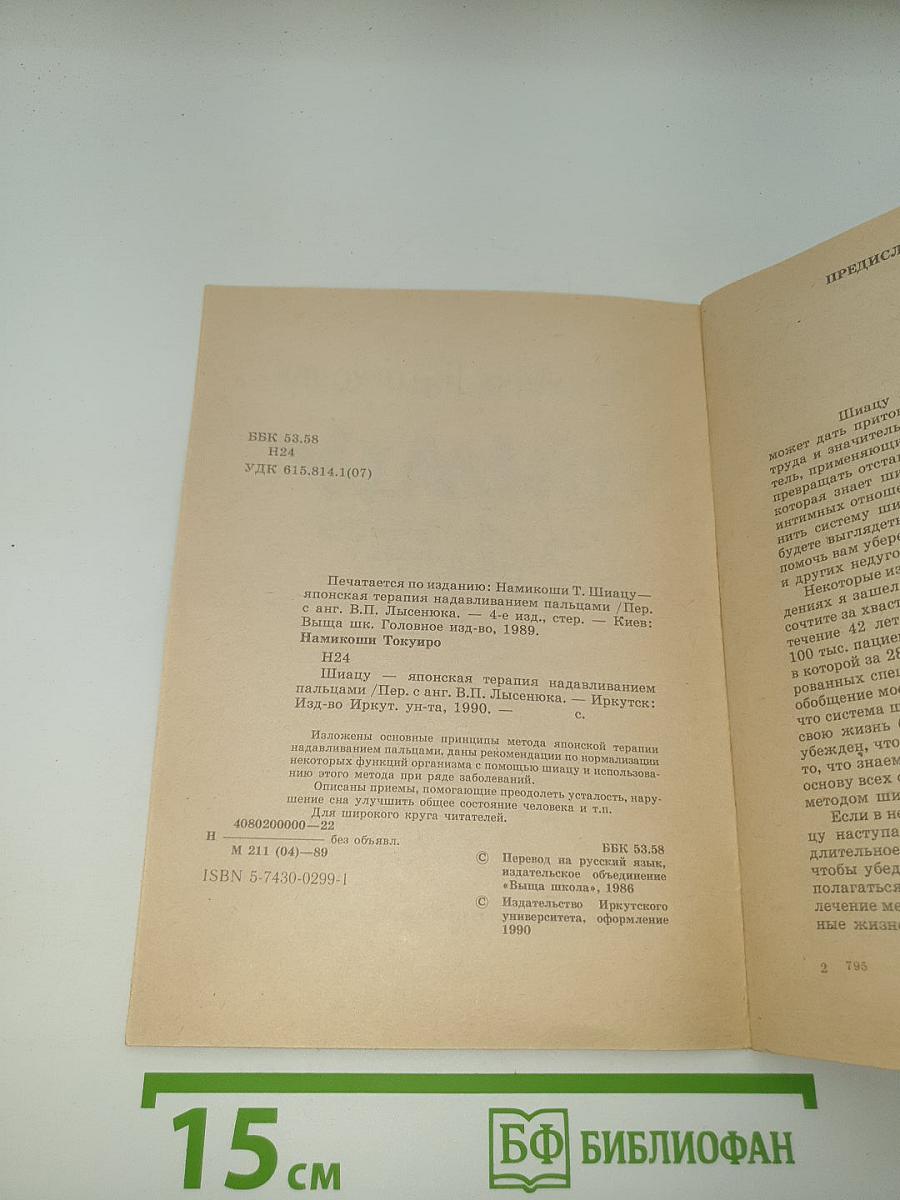 ББК 53.58
Н24
УДК 615.814.1(07)
Печатается по изданию: Намикоши Т. Шиацу—
японская терапия надавливанием пальцами /Пер.
с анг. В.П. Лысенюка. — 4-е изд., стер. — Киев:
Выща шк. Головное изд-во, 1989.
Намикоши Токуиро
Н24
Шиацу — японская терапия надавливанием
пальцами /Пер. с анг. В.П. Лысенюка. — Иркутск:
Изд-во Иркут. ун-та, 1990. — с.
Изложены основные принципы метода японской терапии
надавливанием пальцами, даны рекомендации по нормализации
некоторых функций организма с помощью шиацу и использова-
нию этого метода при ряде заболеваний.
Описаны приемы, помогающие преодолеть усталость, нару-
шение сна улучшить общее состояние человека и т.п.
Для широкого круга читателей.
4080200000—22
Н ———— без объявл.
М 211 (04)—89
ISBN 5-7430-0299-1
ББК 53.58
© Перевод на русский язык,
издательское объединение
«Выща школа», 1986
© Издательство Иркутского
университета, оформление
1990
ПРЕДИСЛ
Шиацу
может дать приток
труда и значитель
тель, применяющи
превращать отста
которая знает ши
интимных отноше
нить систему ши
будете выглядеть
помочь вам убере
и других недуго
Некоторые из
дениях я зашел
сочтите за хваст
течение 42 лет
100 тыс. пацие
в которой за 28
рованных спец
обобщение мое
что система ш
свою жизнь (
убежден, что
то, что знаем
основу всех
методом ши
Если в не
цу наступа
длительное
чтобы убед
полагаться
лечение ме
ные жизн
2 795
15 см
БФ БИБЛИОФАН